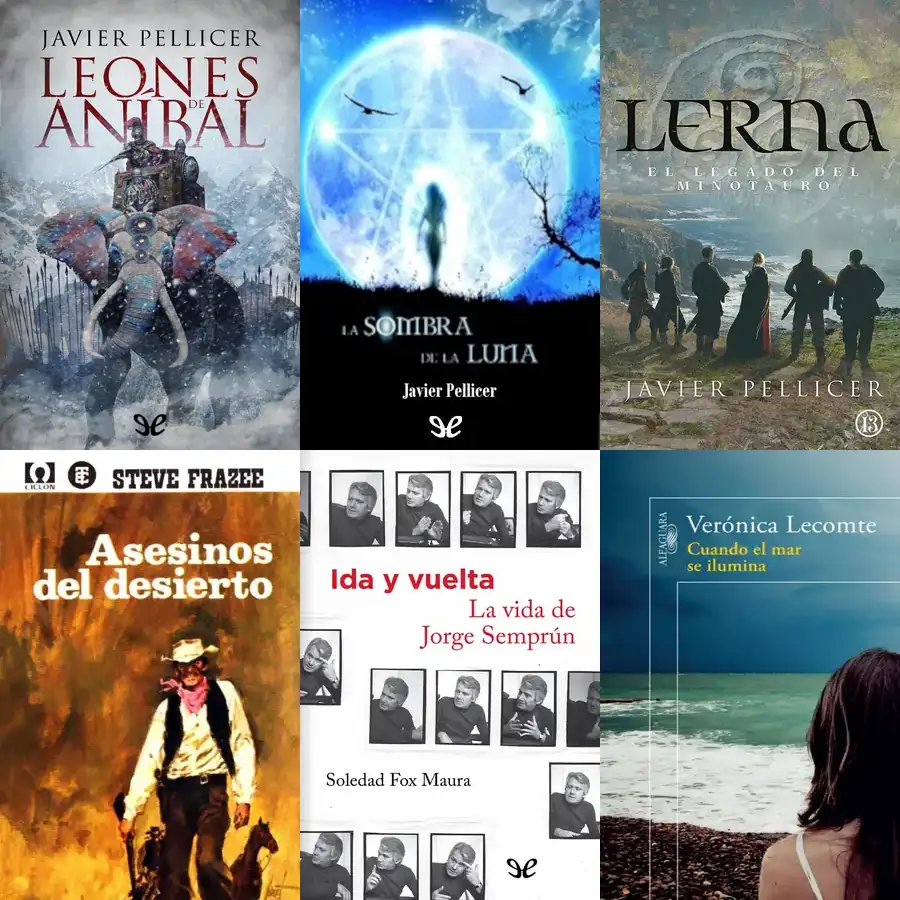 JAVIER PELLICER
LEONES
DE
ANÍBAL
LA SOMBRA
DE LA LUNA
Javier Pellicer
LERNA
EL LEGADO DEL
MINOTAURO
JAVIER PELLICER
13
CICLON
STEVE FRAZEE
Asesinos
del desierto
Ida y vuelta
La vida de
Jorge Semprún
Soledad Fox Maura
ALFAGUARA
Verónica Lecomte
Cuando el mar
se ilumina